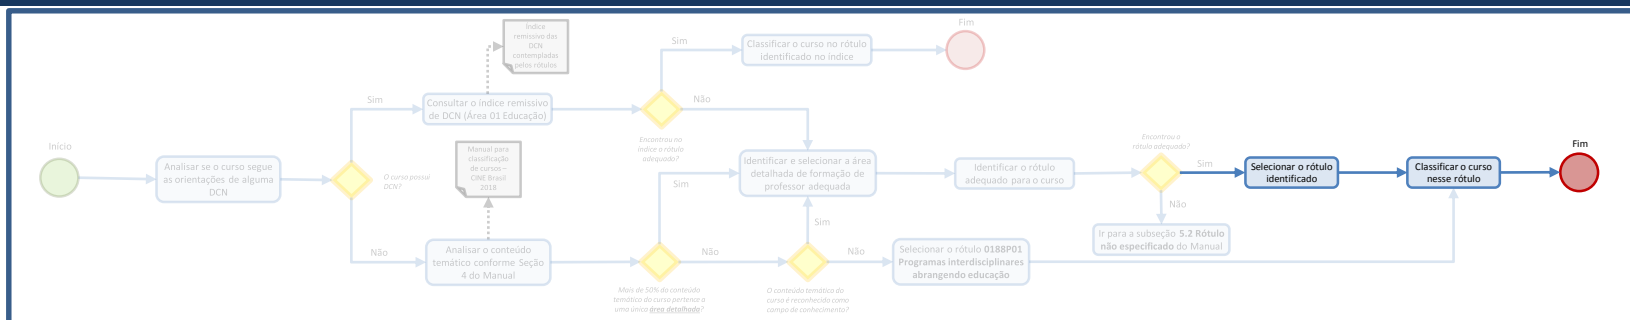 Índice
remissivo das
DCN
contempladas
pelos rótulos
Sim
Classificar o curso no rótulo
identificado no índice
Fim
Sim
Consultar o índice remissivo
de DCN (Área 01 Educação)
Não
Encontrou no
índice o rótulo
adequado?
Início
Analisar se o curso segue
as orientações de alguma
DCN
O curso possui
DCN?
Manual para
classificação
de cursos –
CINE Brasil
2018
Sim
Identificar e selecionar a área
detalhada de formação de
professor adequada
Identificar o rótulo
adequado para o curso
Encontrou o
rótulo adequado?
Sim
Selecionar o rótulo
identificado
Classificar o curso
nesse rótulo
Fim
Não
Ir para a subseção 5.2 Rótulo
não especificado do Manual
Não
Analisar o conteúdo
temático conforme Seção
4 do Manual
Não
Mais de 50% do conteúdo
temático do curso pertence a
uma única área detalhada?
Sim
Não
O conteúdo temático do
curso é reconhecido como
campo de conhecimento?
Selecionar o rótulo 0188P01
Programas interdisciplinares
abrangendo educação